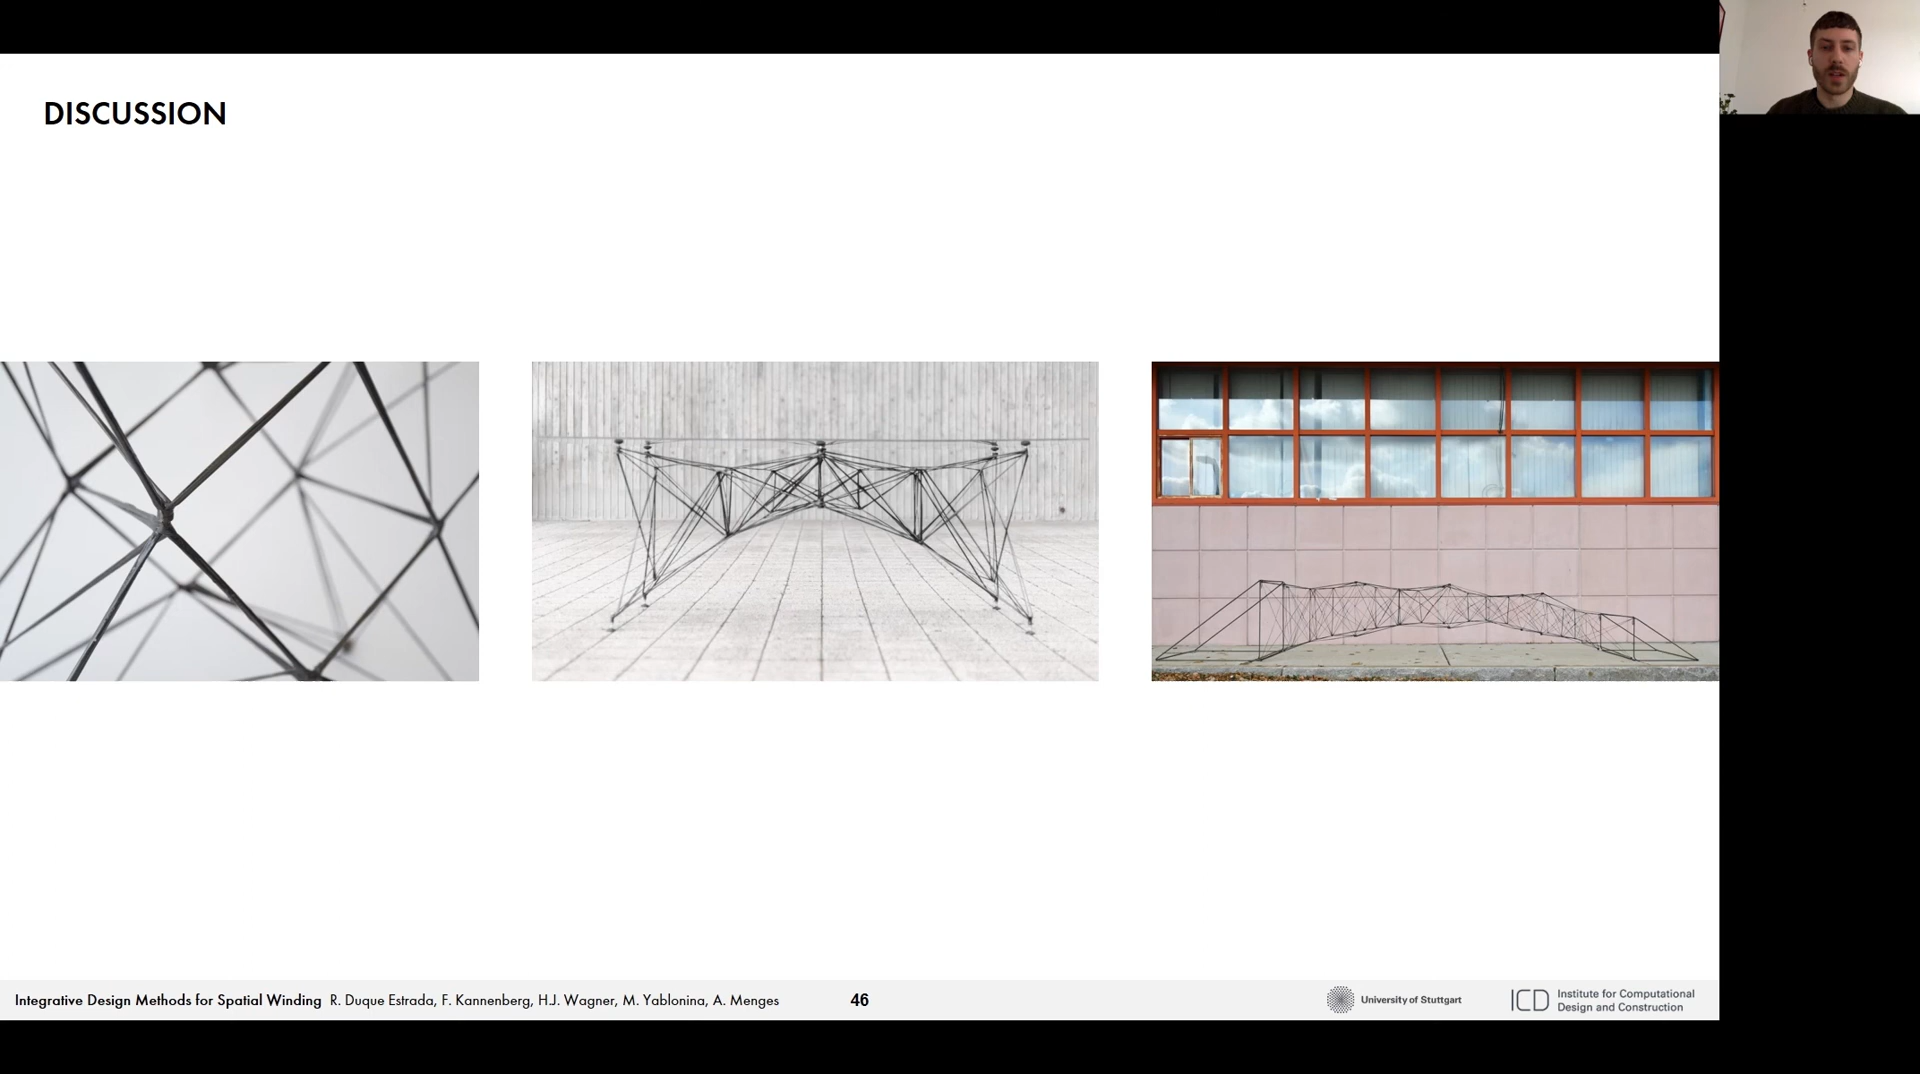 DISCUSSION
Integrative Design Methods for Spatial Winding R. Duque Estrada, F. Kannenberg, H.J. Wagner, M. Yablonina, A. Menges 46
University of Stuttgart
ICD Institute for Computational
Design and Construction